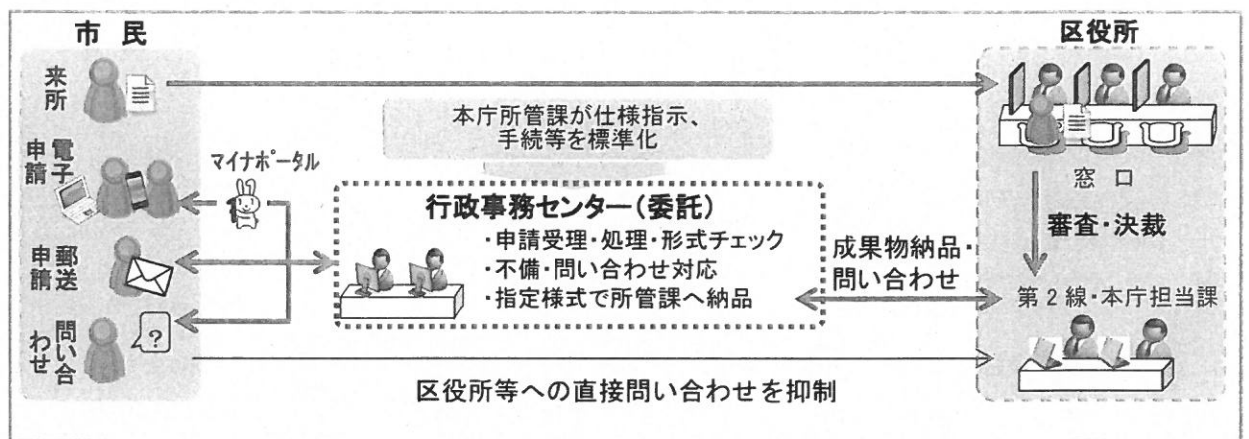 市 民
区役所
来所
本庁所管課が仕様指示、
手続等を標準化
電子申請
マイナポータル
窓 口
行政事務センター(委託)
・申請受理・処理・形式チェック
・不備・問い合わせ対応
・指定様式で所管課へ納品
審査・決裁
成果物納品・
問い合わせ
郵送申請
第2線・本庁担当課
問い合わせ
?
区役所等への直接問い合わせを抑制